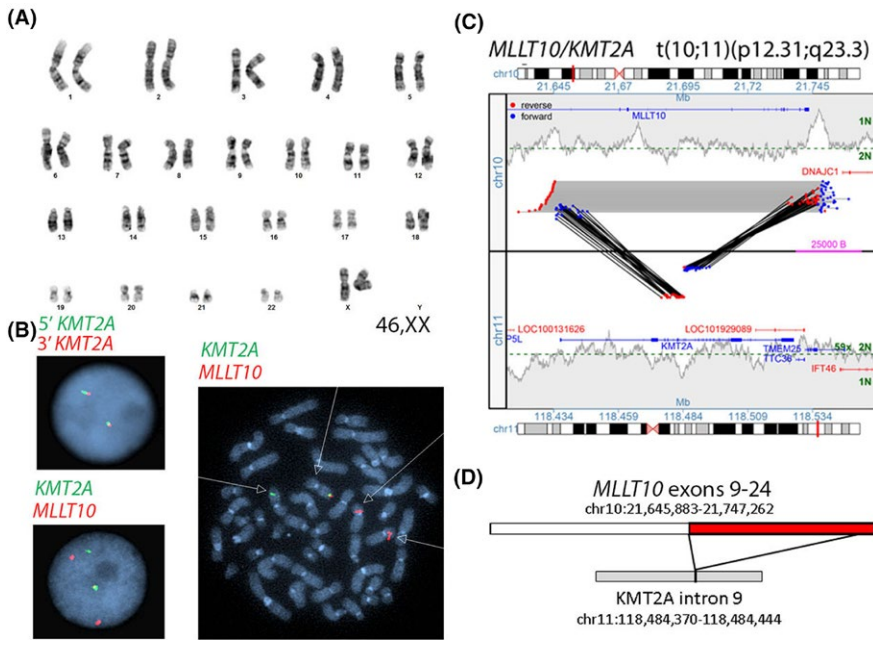 (A)
1 2 3 4 5
6 7 8 9 10 11 12
13 14 15 16 17 18
19 20 21 22 X Y
46,XX
(B)
5' KMT2A
3' KMT2A
KMT2A
MLLT10
KMT2A
MLLT10
(C)
MLLT10/KMT2A t(10;11)(p12.31;q23.3)
chr10
21.645 21.67 21.695 21.72 21.745
Mb
reverse
forward
MLLT10
1N
2N
DNAJC1
chr10
25000 B
chr11
LOC100131626 LOC101929089
P5L KMT2A TMEM25 59x 2N
TTC36 IFT46
1N
Mb
118.434 118.459 118.484 118.509 118.534
chr11
(D)
MLLT10 exons 9-24
chr10:21,645,883-21,747,262
KMT2A intron 9
chr11:118,484,370-118,484,444